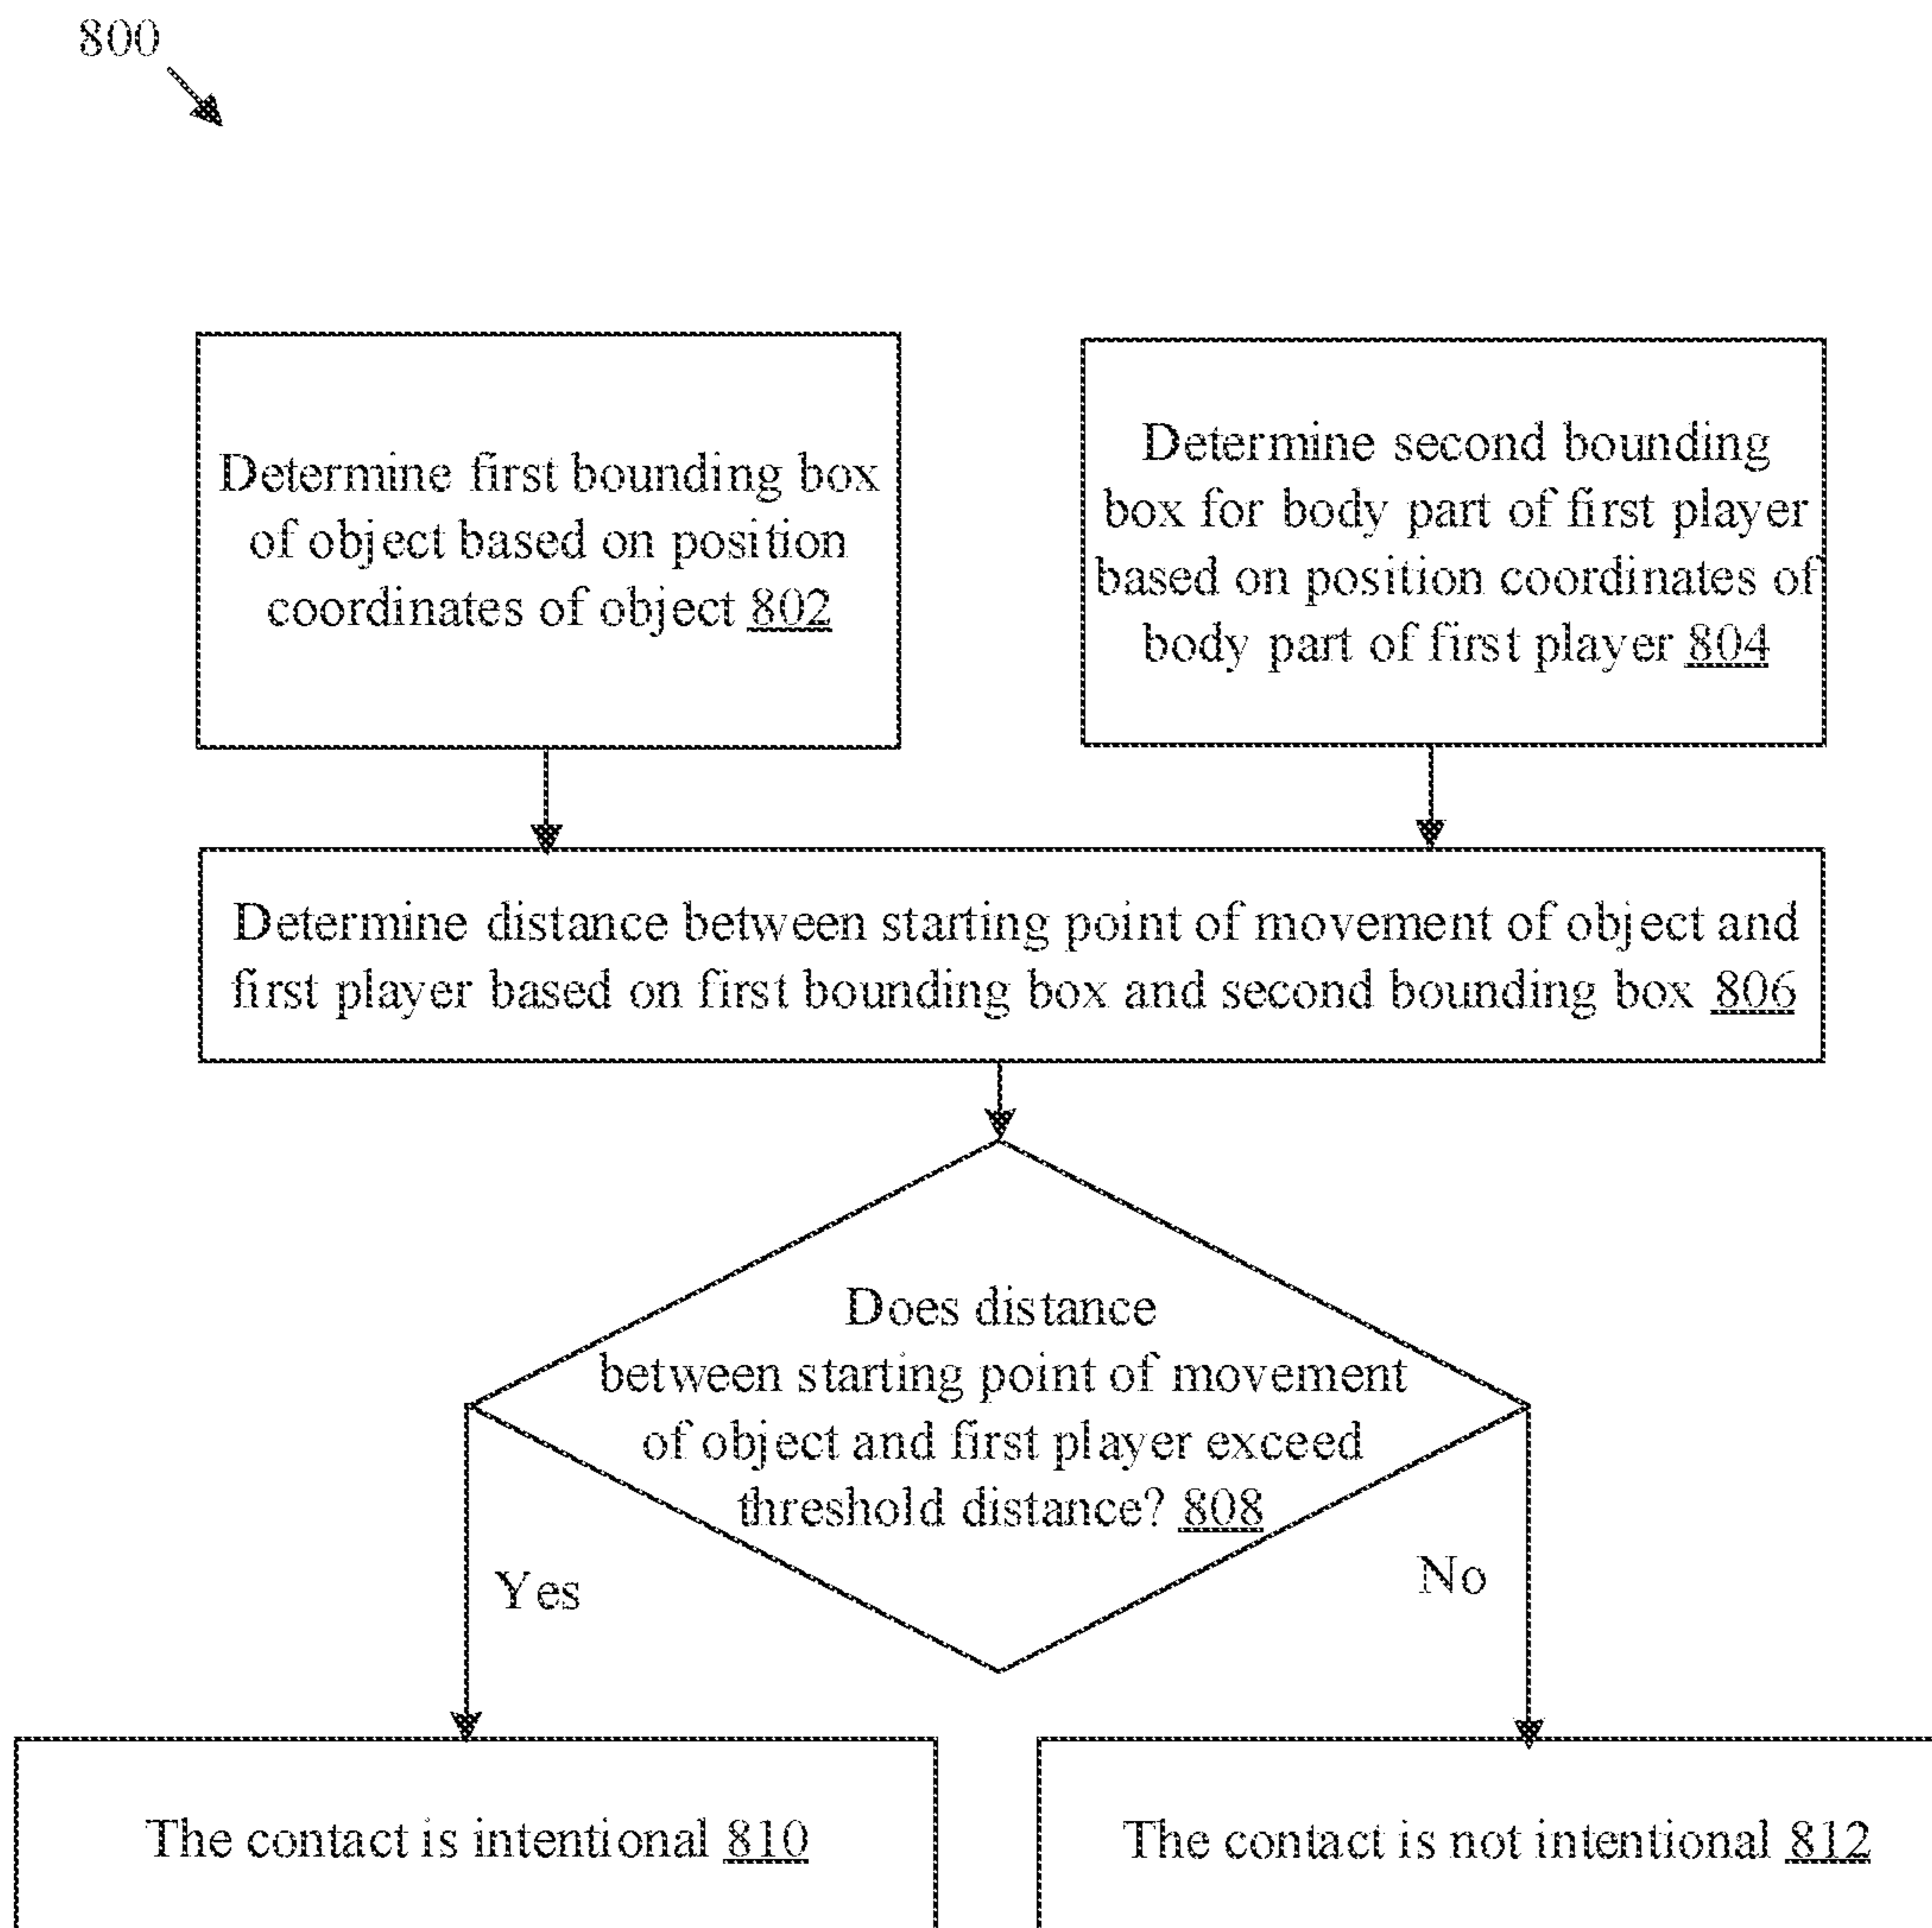 800
Determine first bounding box
of object based on position
coordinates of object 802
Determine second bounding
box for body part of first player
based on position coordinates of
body part of first player 804
Determine distance between starting point of movement of object and
first player based on first bounding box and second bounding box 806
Does distance
between starting point of movement
of object and first player exceed
threshold distance? 808
Yes
No
The contact is intentional 810
The contact is not intentional 812